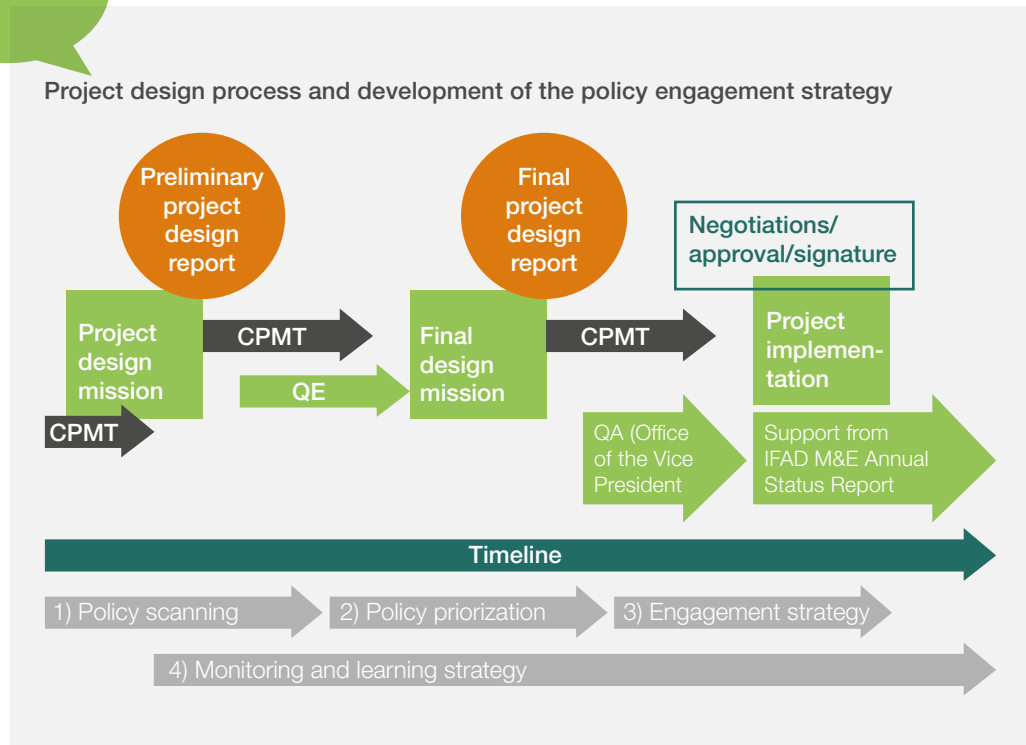 Project design process and development of the policy engagement strategy
Preliminary
project
design
report
Final
project
design
report
Negotiations/
approval/signature
Project
design
mission
CPMT
Final
design
mission
CPMT
Project
implemen-
tation
QE
CPMT
QA (Office
of the Vice
President
Support from
IFAD M&E Annual
Status Report
Timeline
1) Policy scanning
2) Policy priorization
3) Engagement strategy
4) Monitoring and learning strategy